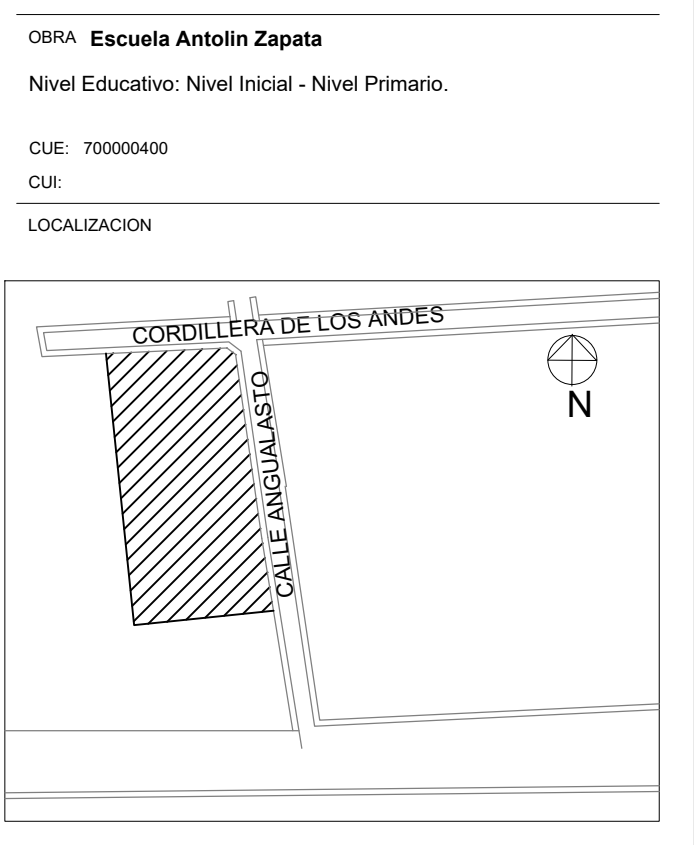 OBRA Escuela Antolin Zapata
Nivel Educativo: Nivel Inicial - Nivel Primario.
CUE: 700000400
CUI:
LOCALIZACION
CORDILLERA DE LOS ANDES
CALLE ANGUALASTO
N